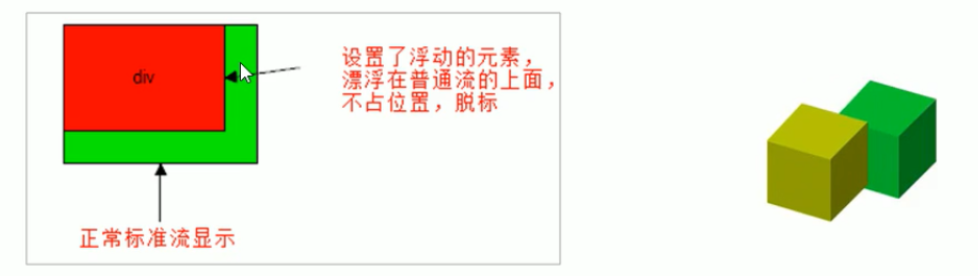 div
设置了浮动的元素，
漂浮在普通流的上面，
不占位置，脱标
正常标准流显示